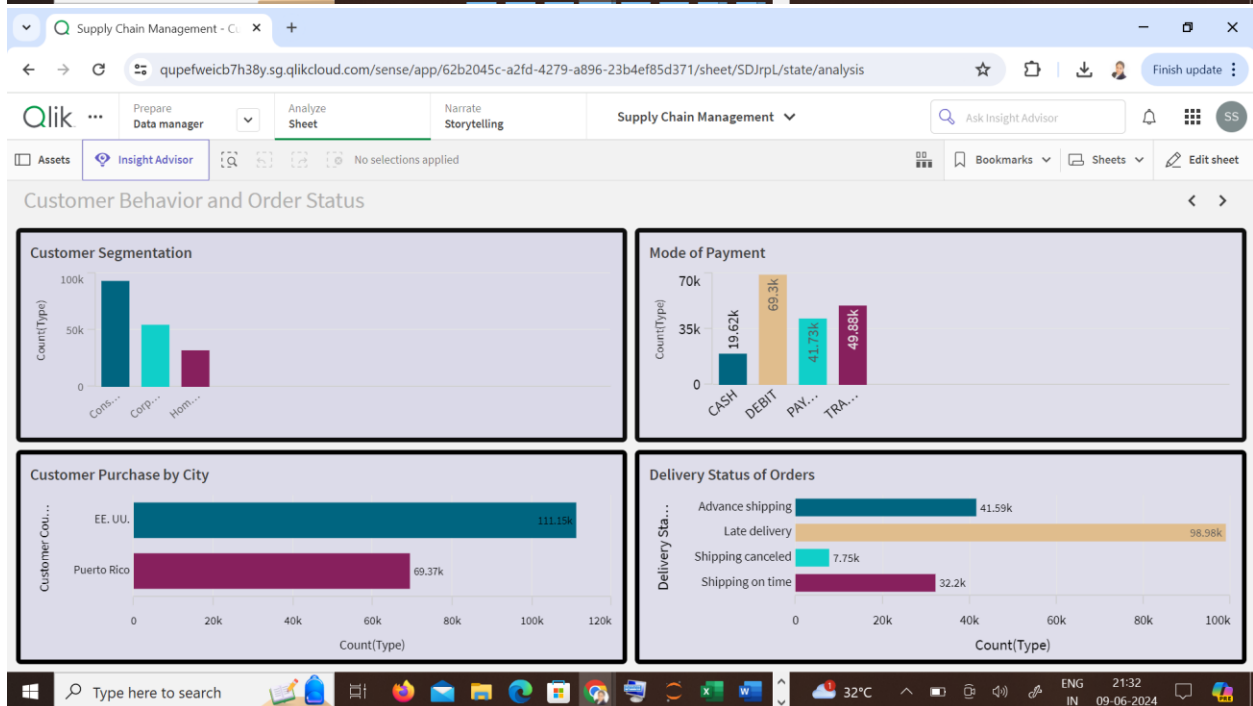 Supply Chain Management - Cu
qupefweicb7h38y.sg.qlikcloud.com/sense/app/62b2045c-a2fd-4279-a896-23b4ef85d371/sheet/SDJrpL/state/analysis
Finish update
Qlik
Prepare
Data manager
Analyze
Sheet
Narrate
Storytelling
Supply Chain Management
Ask Insight Advisor
SS
Assets
Insight Advisor
No selections applied
Bookmarks
Sheets
Edit sheet
Customer Behavior and Order Status
Customer Segmentation
Count(Type)
100k
50k
0
Cons...
Corp...
Hom...
Mode of Payment
Count(Type)
70k
35k
0
19.62k
69.3k
41.73k
49.88k
CASH
DEBIT
PAY...
TRA...
Customer Purchase by City
Customer Cou...
EE. UU.
111.15k
Puerto Rico
69.37k
0 20k 40k 60k 80k 100k 120k
Count(Type)
Delivery Status of Orders
Delivery Sta...
Advance shipping 41.59k
Late delivery 98.98k
Shipping canceled 7.75k
Shipping on time 32.2k
0 20k 40k 60k 80k 100k
Count(Type)
Type here to search
32°C
ENG
IN
21:32
09-06-2024